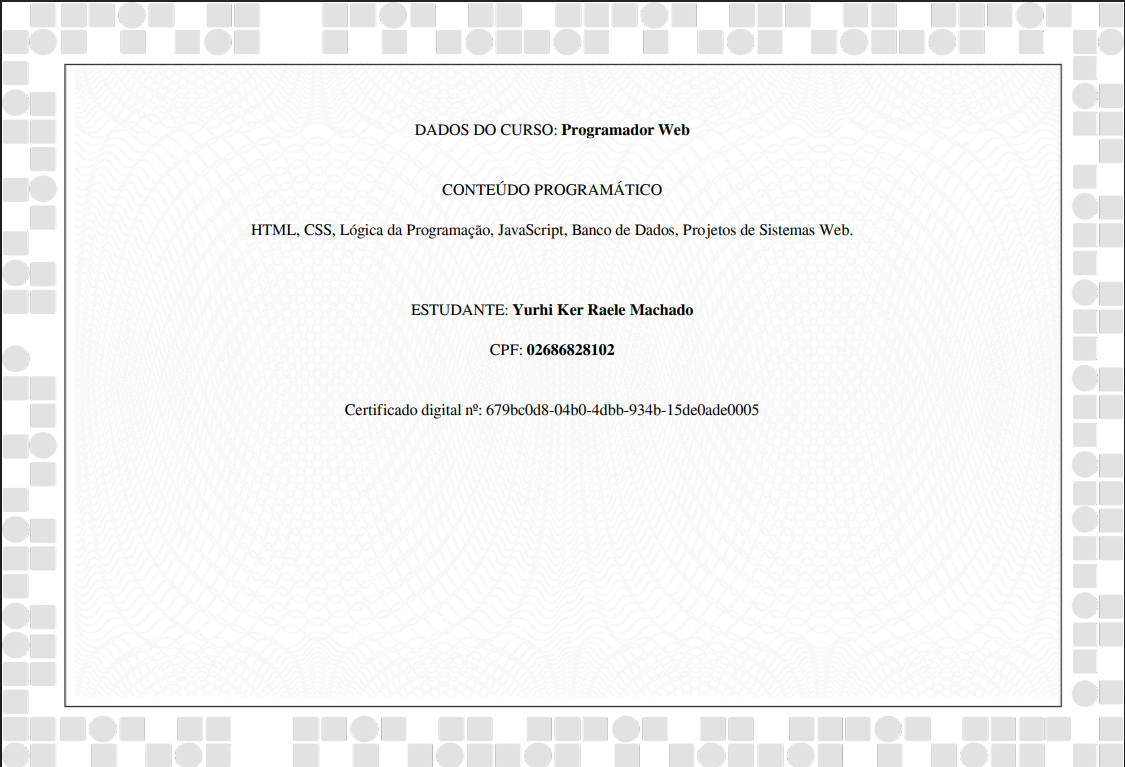 DADOS DO CURSO: Programador Web
CONTEÚDO PROGRAMÁTICO
HTML, CSS, Lógica da Programação, JavaScript, Banco de Dados, Projetos de Sistemas Web.
ESTUDANTE: Yurhi Ker Raele Machado
CPF: 02686828102
Certificado digital nº: 679bc0d8-04b0-4dbb-934b-15de0ade0005